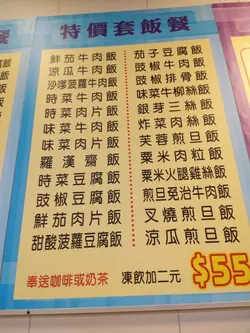 餐
特價套飯餐
鮮茄牛肉飯
涼瓜牛肉飯
沙嗲菠蘿牛肉飯
時菜牛肉飯
時菜肉片飯
味菜牛肉飯
味菜肉片飯
羅漢齋飯
時菜豆腐飯
豉椒豆腐飯
鮮茄肉片飯
甜酸菠蘿豆腐飯
茄子豆腐飯
豉椒牛肉飯
豉椒排骨飯
味菜牛柳絲飯
銀芽三絲飯
炸菜肉絲飯
芙蓉煎旦飯
粟米肉粒飯
粟米火腿雞絲飯
煎旦免治牛肉飯
叉燒煎旦飯
涼瓜煎旦飯
奉送咖啡或奶茶 凍飲加二元
$55